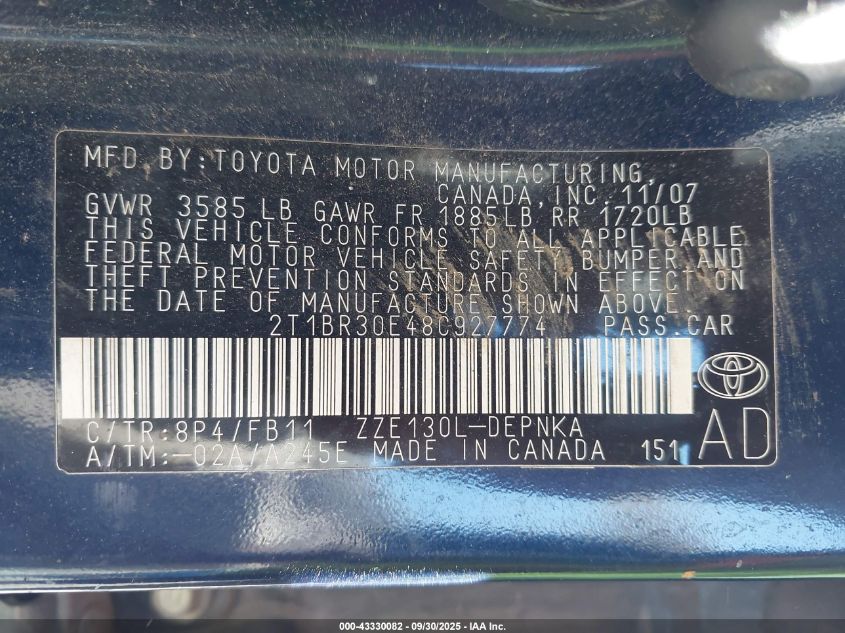 MFD. BY: TOYOTA MOTOR MANUFACTURING,
CANADA, INC. 11/07
GVWR 3585 LB GAWR FR 1885LB RR 1720LB
THIS VEHICLE CONFORMS TO ALL APPLICABLE
FEDERAL MOTOR VEHICLE SAFETY BUMPER AND
THEFT PREVENTION STANDARDS IN EFFECT ON
THE DATE OF MANUFACTURE SHOWN ABOVE.
2T1BR30E48C927774 PASS.CAR
C/TR:8P4/FB11 ZZE130L-DEPNKA
A/TM:-02A/A245E MADE IN CANADA 151
AD
000-43330082 - 09/30/2025 - IAA Inc.